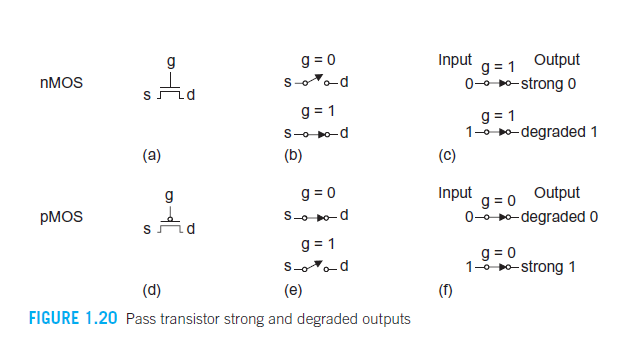 g g = 0 Input g = 1 Output
nMOS s d s d 0 strong 0
g = 1 g = 1
s d 1 degraded 1
(a) (b) (c)
g g = 0 Input g = 0 Output
pMOS s d s d 0 degraded 0
g = 1 g = 0
s d 1 strong 1
(d) (e) (f)
FIGURE 1.20 Pass transistor strong and degraded outputs